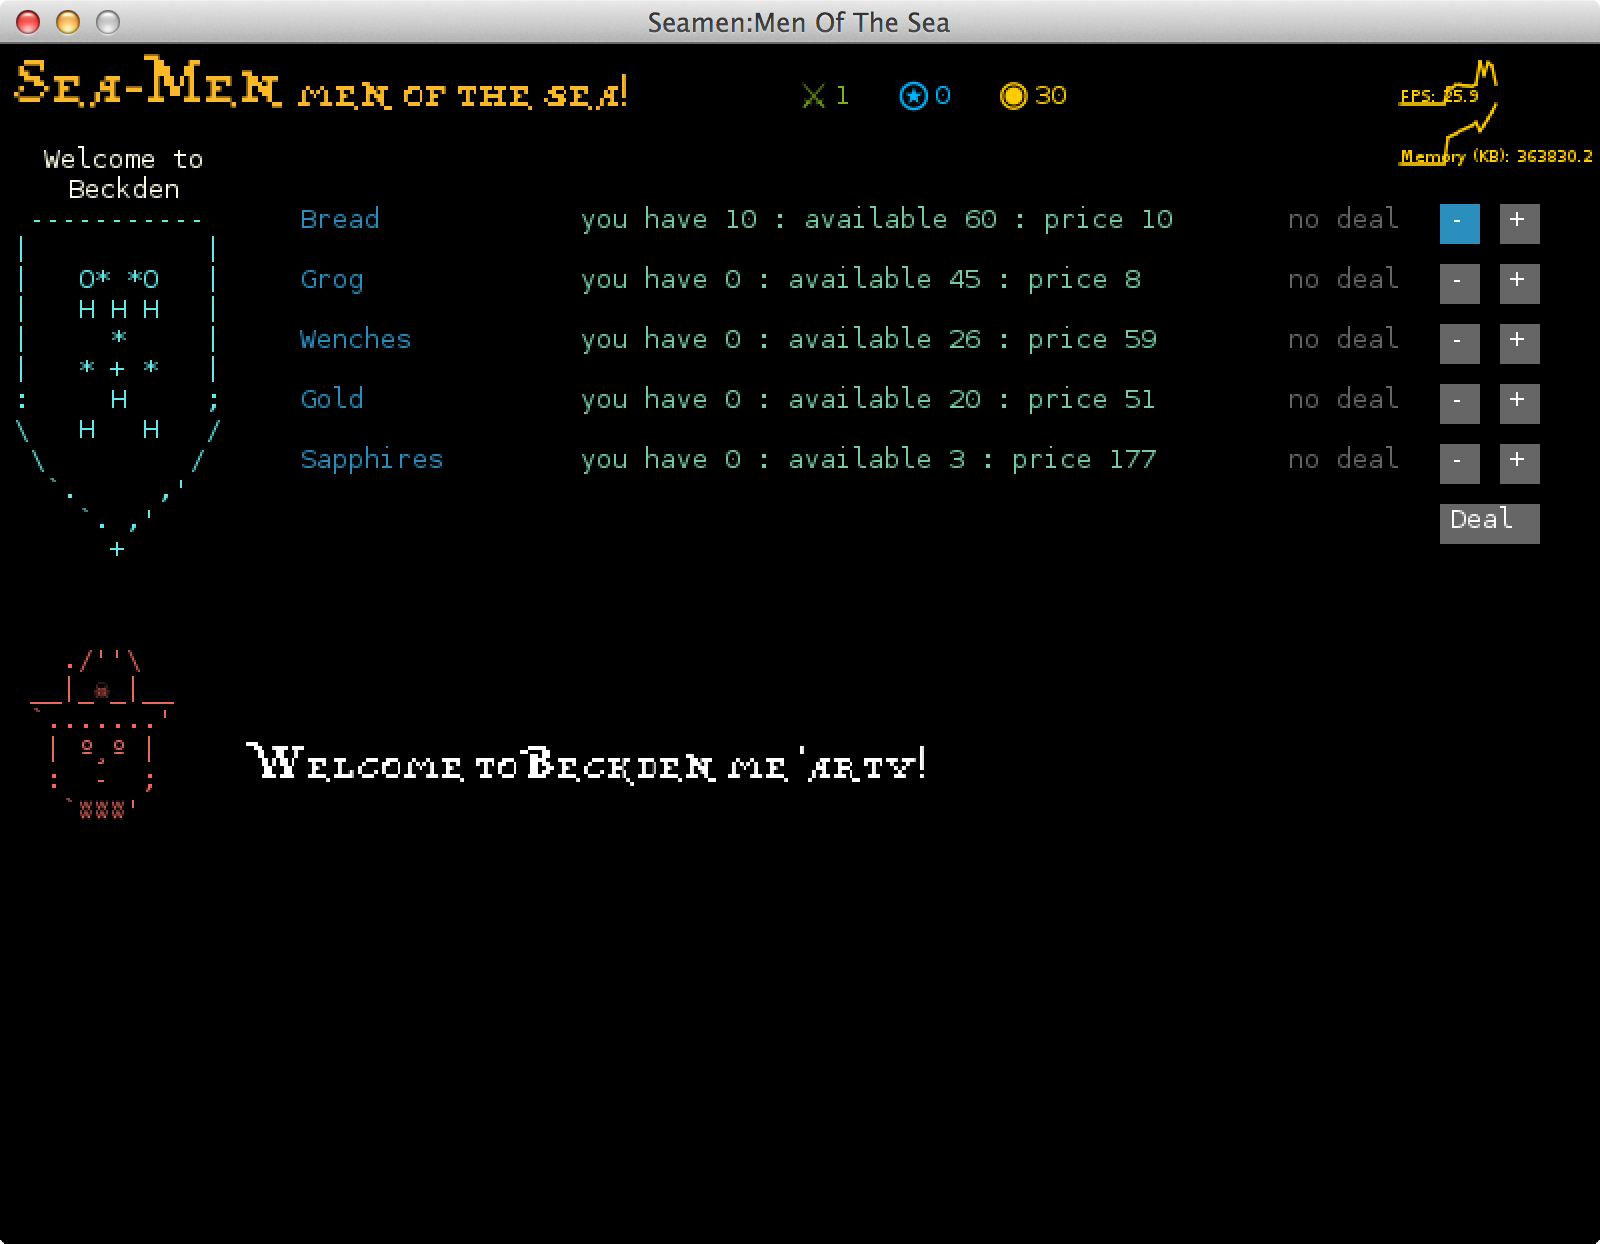 Seamen:Men Of The Sea
Sea-Men men of the sea!
1 0 30
FPS: 25.9
Memory (KB): 363830.2
Welcome to
Beckden
Bread you have 10 : available 60 : price 10 no deal - +
Grog you have 0 : available 45 : price 8 no deal - +
Wenches you have 0 : available 26 : price 59 no deal - +
Gold you have 0 : available 20 : price 51 no deal - +
Sapphires you have 0 : available 3 : price 177 no deal - +
Deal
Welcome to Beckden me 'arty!